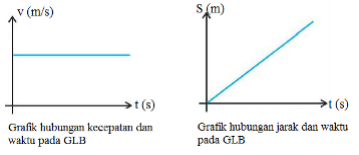 v (m/s)
t (s)
Grafik hubungan kecepatan dan
waktu pada GLB
S (m)
t (s)
Grafik hubungan jarak dan waktu
pada GLB